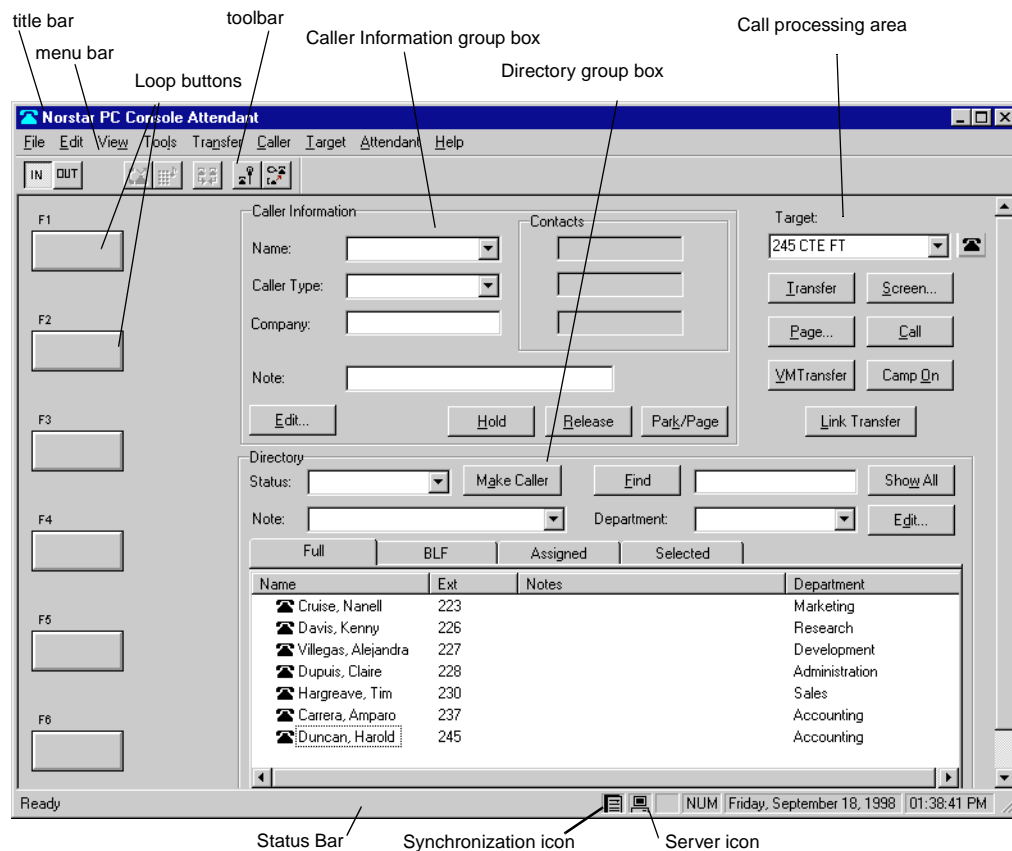 title bar
toolbar
Call processing area
menu bar
Caller Information group box
Loop buttons
Directory group box
Norstar PC Console Attendant
File Edit View Tools Transfer Caller Target Attendant Help
IN OUT
F1
Caller Information
Contacts
Target:
Name:
245 CTE FT
Caller Type:
Transfer Screen...
F2
Company:
Page... Call
Note:
VMTransfer Camp On
F3
Edit... Hold Release Park/Page
Link Transfer
Directory
Status: Make Caller Find Show All
F4
Note: Department: Edit...
Full BLF Assigned Selected
Name Ext Notes Department
Cruise, Nanell 223 Marketing
F5
Davis, Kenny 226 Research
Villegas, Alejandra 227 Development
Dupuis, Claire 228 Administration
Hargreave, Tim 230 Sales
F6
Carrera, Amparo 237 Accounting
Duncan, Harold 245 Accounting
Ready
NUM Friday, September 18, 1998 01:38:41 PM
Status Bar
Synchronization icon
Server icon